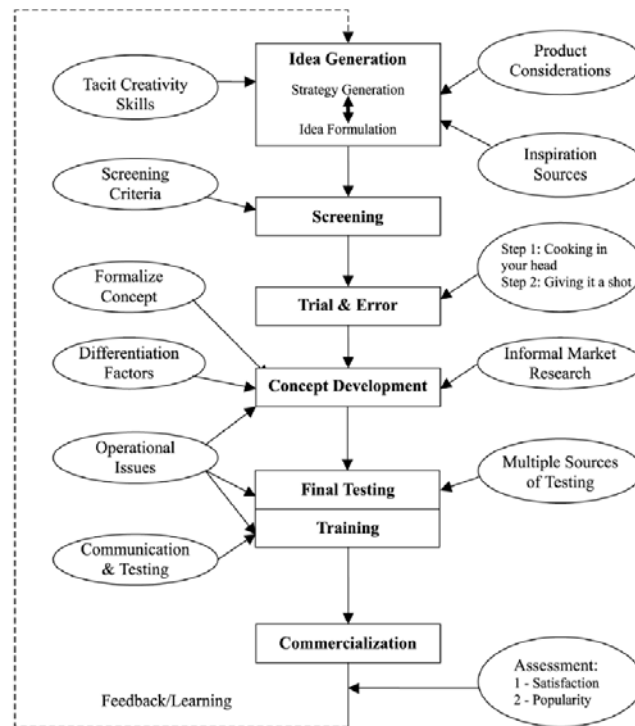 Idea Generation
Strategy Generation
Idea Formulation
Tacit Creativity
Skills
Product
Considerations
Inspiration
Sources
Screening
Criteria
Screening
Step 1: Cooking in
your head
Step 2: Giving it a shot
Trial & Error
Formalize
Concept
Differentiation
Factors
Concept Development
Informal Market
Research
Operational
Issues
Final Testing
Multiple Sources
of Testing
Training
Communication
& Testing
Commercialization
Assessment:
1 - Satisfaction
2 - Popularity
Feedback/Learning